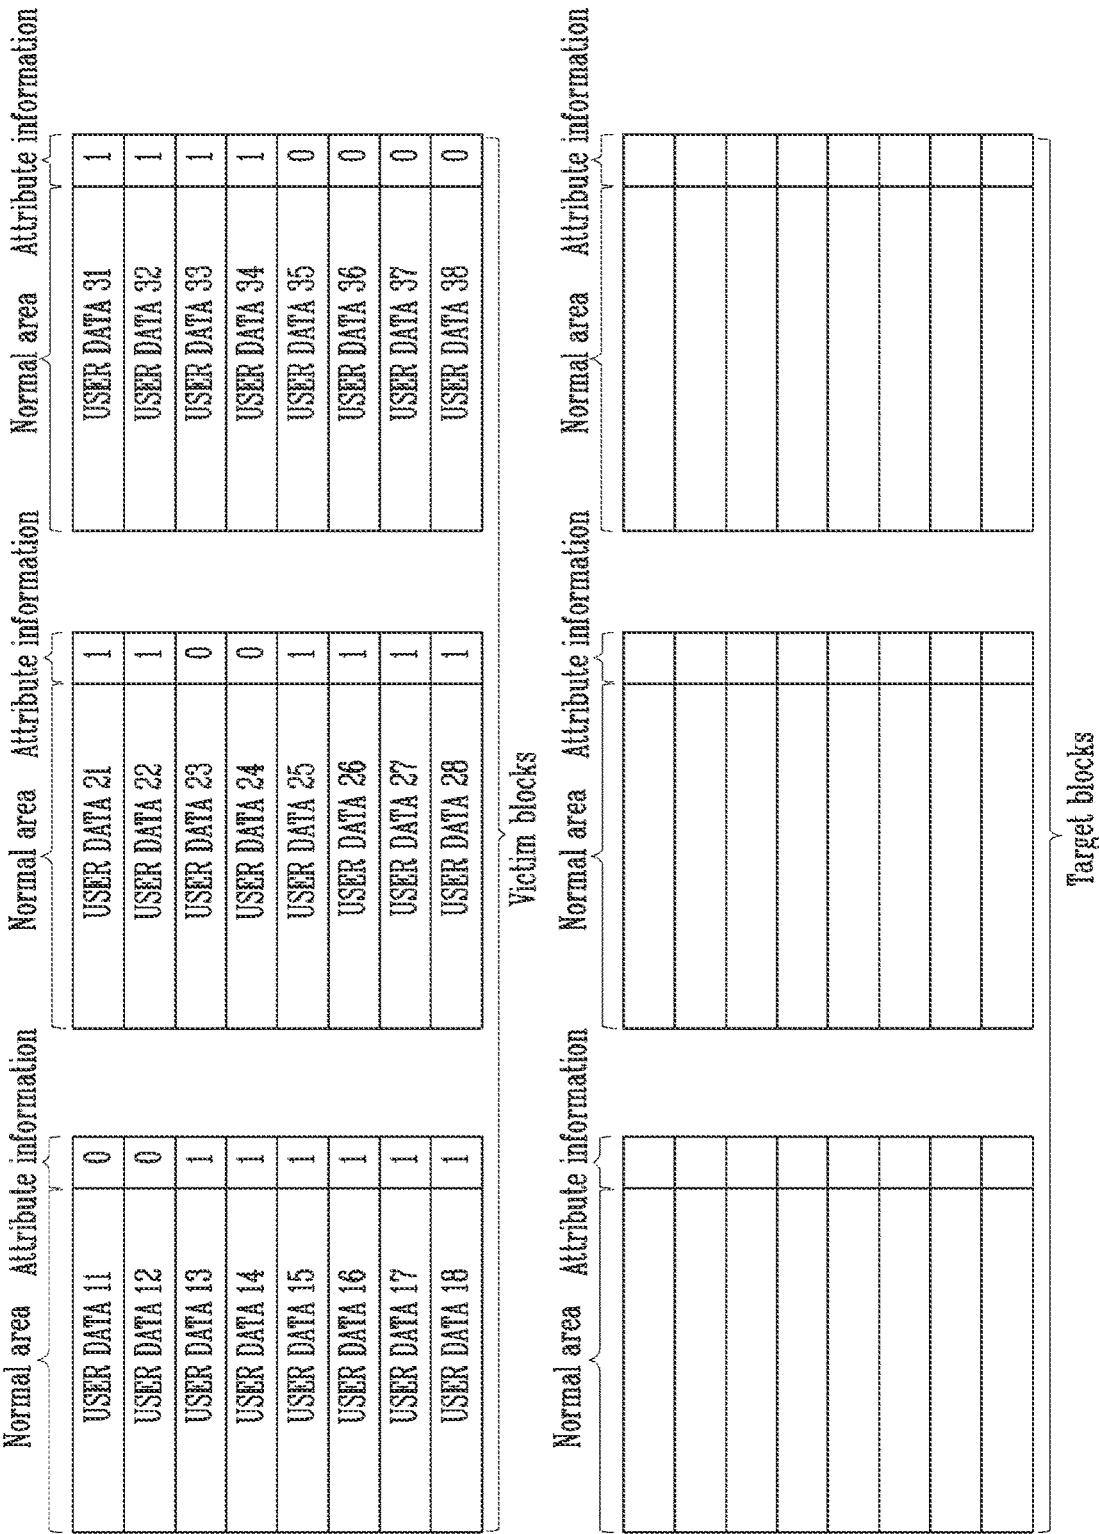 Normal area Attribute information
USER DATA 11 0
USER DATA 12 0
USER DATA 13 1
USER DATA 14 1
USER DATA 15 1
USER DATA 16 1
USER DATA 17 1
USER DATA 18 1
Normal area Attribute information
USER DATA 21 1
USER DATA 22 1
USER DATA 23 0
USER DATA 24 0
USER DATA 25 1
USER DATA 26 1
USER DATA 27 1
USER DATA 28 1
Normal area Attribute information
USER DATA 31 1
USER DATA 32 1
USER DATA 33 1
USER DATA 34 1
USER DATA 35 0
USER DATA 36 0
USER DATA 37 0
USER DATA 38 0
Victim blocks
Normal area Attribute information
Normal area Attribute information
Normal area Attribute information
Target blocks